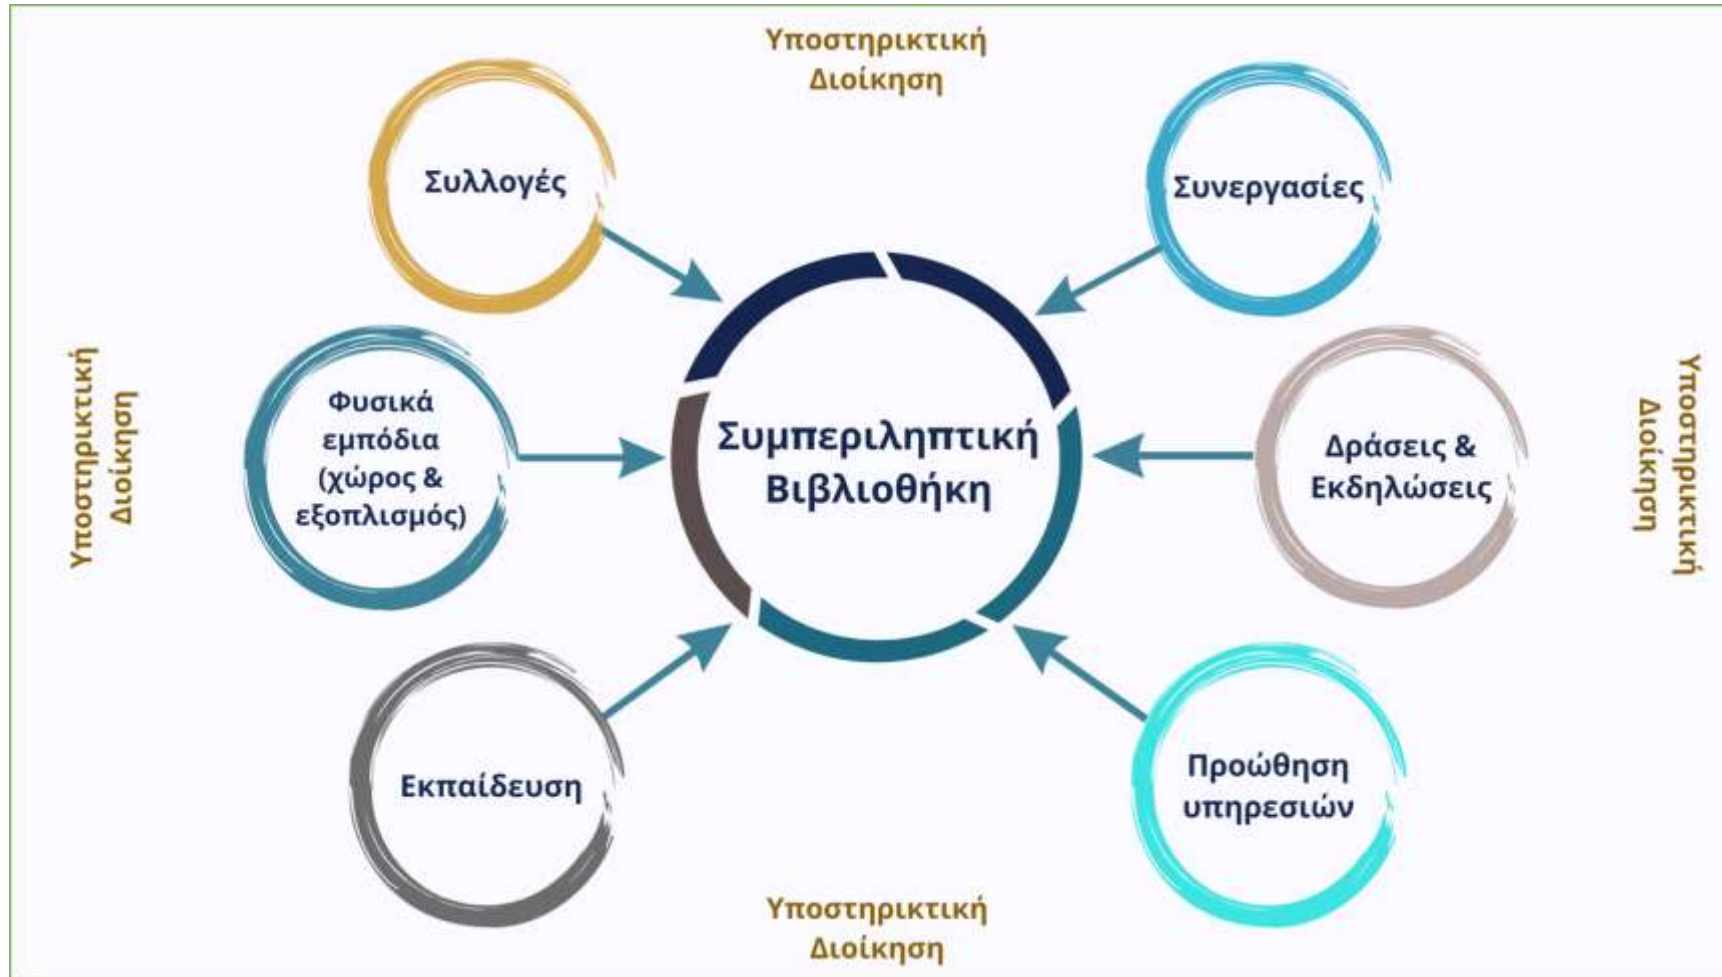 Υποστηρικτική
Διοίκηση
Συλλογές
Συνεργασίες
Υποστηρικτική
Διοίκηση
Φυσικά
εμπόδια
(χώρος &
εξοπλισμός)
Συμπεριληπτική
Βιβλιοθήκη
Δράσεις &
Εκδηλώσεις
Υποστηρικτική
Διοίκηση
Εκπαίδευση
Προώθηση
υπηρεσιών
Υποστηρικτική
Διοίκηση